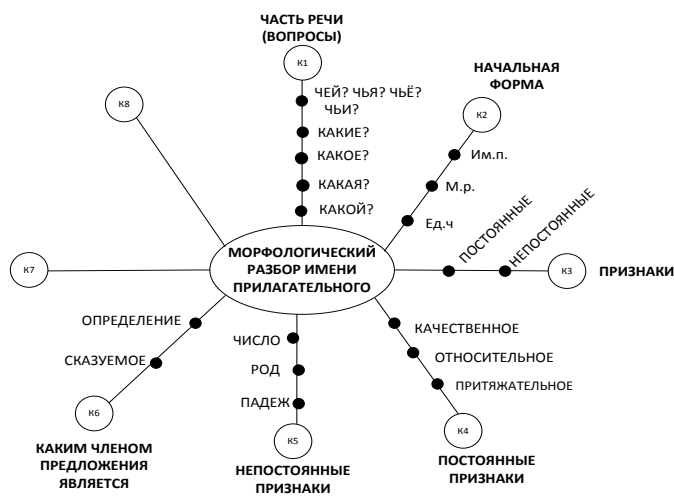 ЧАСТЬ РЕЧИ
(ВОПРОСЫ)
К1
ЧЕЙ? ЧЬЯ? ЧЬЁ?
ЧЬИ?
КАКИЕ?
КАКОЕ?
КАКАЯ?
КАКОЙ?
НАЧАЛЬНАЯ
ФОРМА
К2
Им.п.
М.р.
Ед.ч
ПОСТОЯННЫЕ
НЕПОСТОЯННЫЕ
К3
ПРИЗНАКИ
К8
К7
МОРФОЛОГИЧЕСКИЙ
РАЗБОР ИМЕНИ
ПРИЛАГАТЕЛЬНОГО
КАЧЕСТВЕННОЕ
ОТНОСИТЕЛЬНОЕ
ПРИТЯЖАТЕЛЬНОЕ
К4
ПОСТОЯННЫЕ
ПРИЗНАКИ
ЧИСЛО
РОД
ПАДЕЖ
К5
НЕПОСТОЯННЫЕ
ПРИЗНАКИ
ОПРЕДЕЛЕНИЕ
СКАЗУЕМОЕ
К6
КАКИМ ЧЛЕНОМ
ПРЕДЛОЖЕНИЯ
ЯВЛЯЕТСЯ